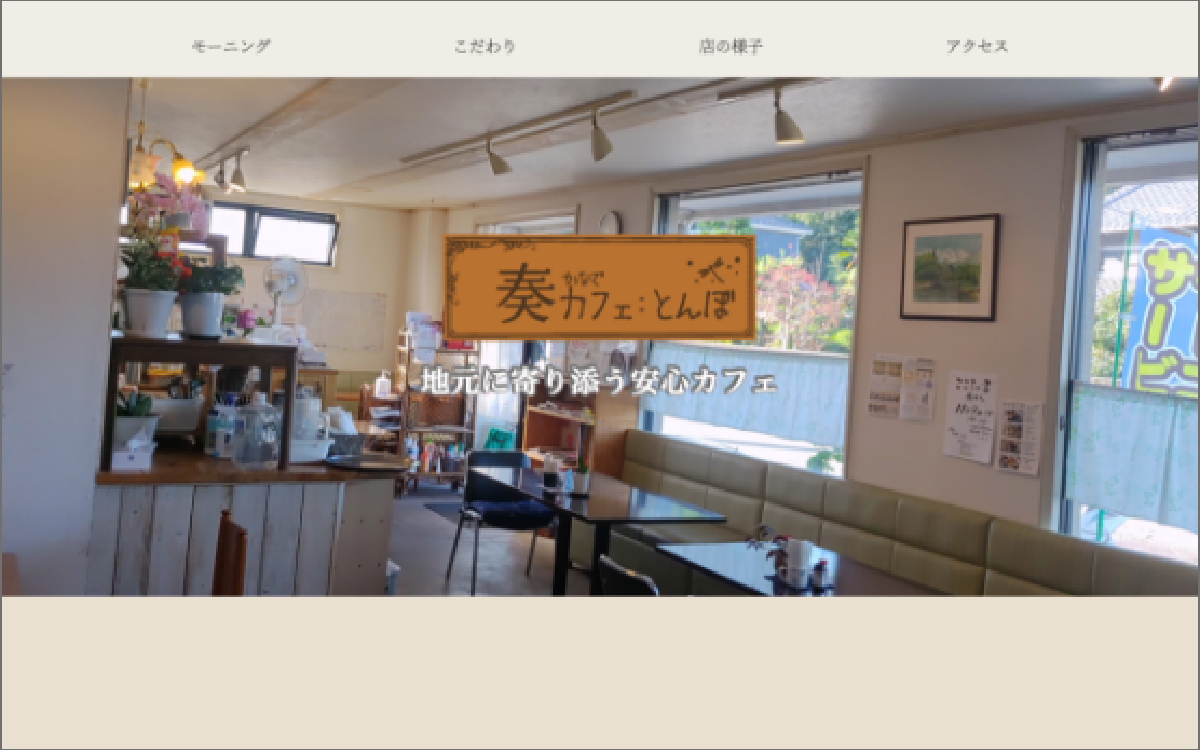 モーニング
こだわり
店の様子
アクセス
かなで
奏カフェ:とんぼ
地元に寄り添う安心カフェ
サービ